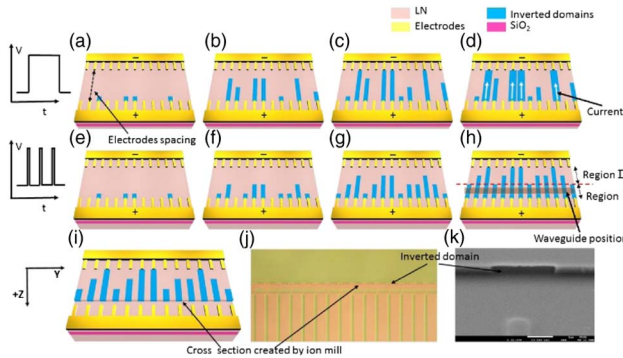 LN
Inverted domains
Electrodes
SiO2
(a)
(b)
(c)
(d)
V
t
−
−
−
−
+
+
+
+
Electrodes spacing
Current
(e)
(f)
(g)
(h)
V
t
−
−
−
−
+
+
+
+
Region I
Region
Waveguide position
(i)
(j)
(k)
Y
+Z
−
+
Inverted domain
Cross section created by ion mill